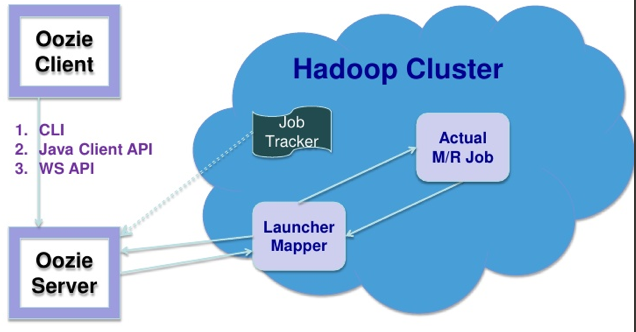 Oozie
Client
Hadoop Cluster
1. CLI
2. Java Client API
3. WS API
Job
Tracker
Actual
M/R Job
Launcher
Mapper
Oozie
Server